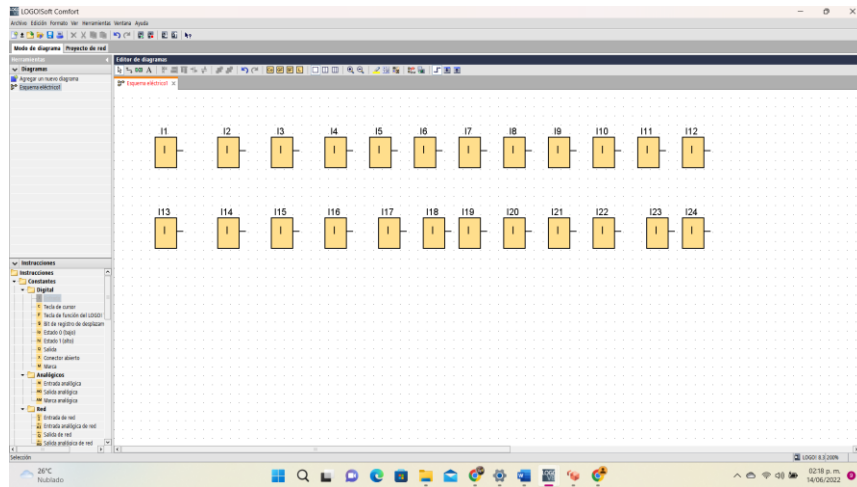 LOGO!Soft Comfort
Archivo Edición Formato Ver Herramientas Ventana Ayuda
Modo de diagrama Proyecto de red
Herramientas
Editor de diagramas
Diagramas
Agregar un nuevo diagrama
Esquema eléctrico1
Esquema eléctrico1
I1 I2 I3 I4 I5 I6 I7 I8 I9 I10 I11 I12
I I I I I I I I I I I I
I13 I14 I15 I16 I17 I18 I19 I20 I21 I22 I23 I24
I I I I I I I I I I I I
Instrucciones
Instrucciones
Constantes
Digital
Tecla de cursor
Tecla de función del LOGO!
Bit de registro de desplazam
Estado 0 (bajo)
Estado 1 (alto)
Salida
Conector abierto
Marca
Analógicos
Entrada analógica
Salida analógica
Marca analógica
Red
Entrada de red
Entrada analógica de red
Salida de red
Salida analógica de red
Selección
LOGO! 8.3 200%
26°C
Nublado
02:18 p. m.
14/06/2022